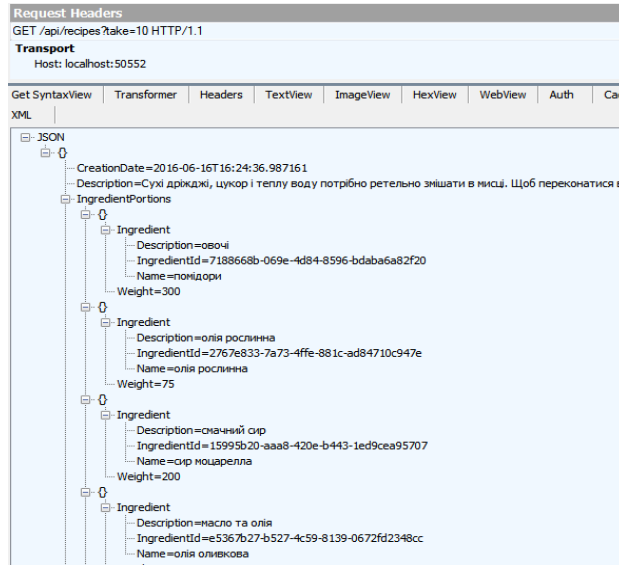 Request Headers
GET /api/recipes?take=10 HTTP/1.1
Transport
Host: localhost:50552
Get SyntaxView Transformer Headers TextView ImageView HexView WebView Auth Ca
XML
JSON
{}
CreationDate=2016-06-16T16:24:36.987161
Description=Сухі дріжджі, цукор і теплу воду потрібно ретельно змішати в мисці. Щоб переконатися в
IngredientPortions
{}
Ingredient
Description=овочі
IngredientId=7188668b-069e-4d84-8596-bdaba6a82f20
Name=помідори
Weight=300
{}
Ingredient
Description=олія рослинна
IngredientId=2767e833-7a73-4ffe-881c-ad84710c947e
Name=олія рослинна
Weight=75
{}
Ingredient
Description=смачний сир
IngredientId=15995b20-aaa8-420e-b443-1ed9cea95707
Name=сир моцарелла
Weight=200
{}
Ingredient
Description=масло та олія
IngredientId=e5367b27-b527-4c59-8139-0672fd2348cc
Name=олія оливкова